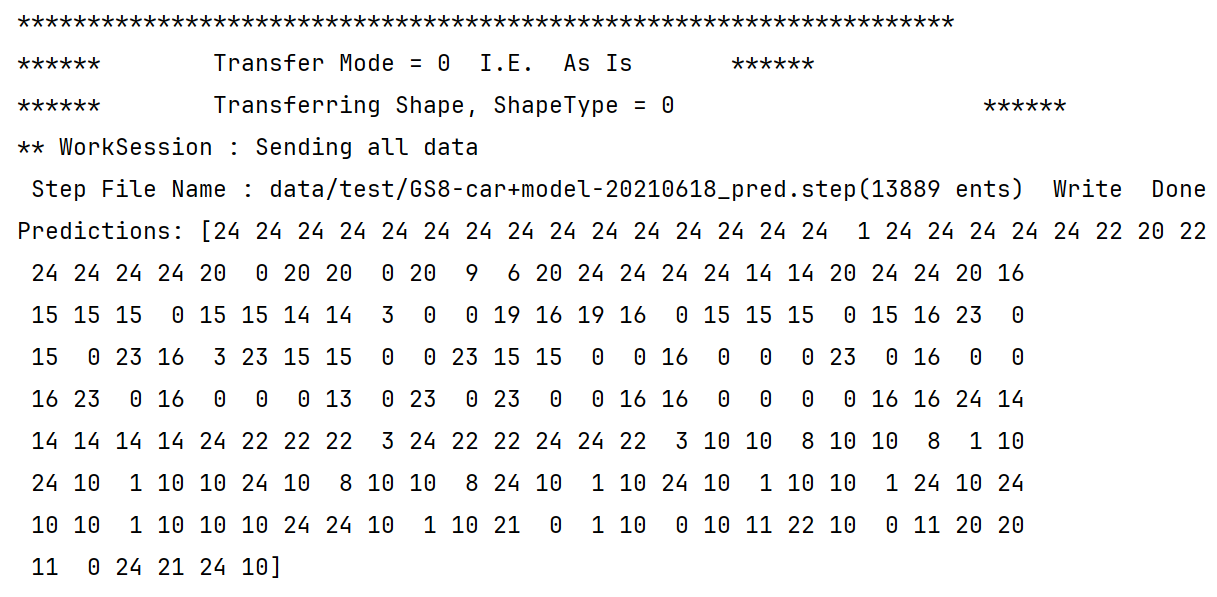 *******************************************************************
******        Transfer Mode = 0  I.E.  As Is       ******
******        Transferring Shape, ShapeType = 0                      ******
** WorkSession : Sending all data
 Step File Name : data/test/GS8-car+model-20210618_pred.step(13889 ents)  Write  Done
Predictions: [24 24 24 24 24 24 24 24 24 24 24 24 24 24 24  1 24 24 24 24 24 22 20 22
 24 24 24 24 20  0 20 20  0 20  9  6 20 24 24 24 24 14 14 20 24 24 20 16
 15 15 15  0 15 15 14 14  3  0  0 19 16 19 16  0 15 15 15  0 15 16 23  0
 15  0 23 16  3 23 15 15  0  0 23 15 15  0  0 16  0  0  0 23  0 16  0  0
 16 23  0 16  0  0  0 13  0 23  0 23  0  0 16 16  0  0  0  0 16 16 24 14
 14 14 14 14 24 22 22 22  3 24 22 22 24 24 22  3 10 10  8 10 10  8  1 10
 24 10  1 10 10 24 10  8 10 10  8 24 10  1 10 24 10  1 10 10  1 24 10 24
 10 10  1 10 10 10 24 24 10  1 10 21  0  1 10  0 10 11 22 10  0 11 20 20
 11  0 24 21 24 10]